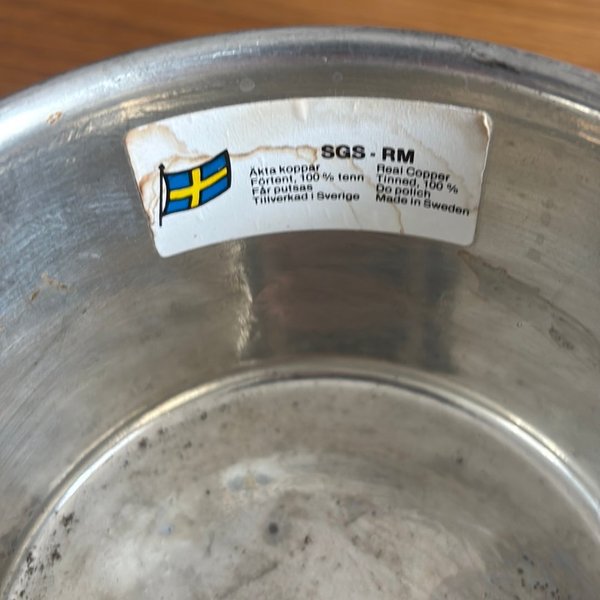 SGS - RM
Äkta koppar
Förtent, 100 % tenn
Får putsas
Tillverkad i Sverige
Real Copper
Tinned, 100 %
Do polich
Made in Sweden